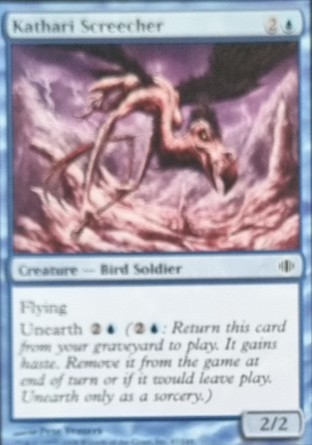 Kathari Screecher 2
Creature — Bird Soldier
Flying
Unearth 2 ( 2 : Return this card
from your graveyard to play. It gains
haste. Remove it from the game at
end of turn or if it would leave play.
Unearth only as a sorcery.)
2/2